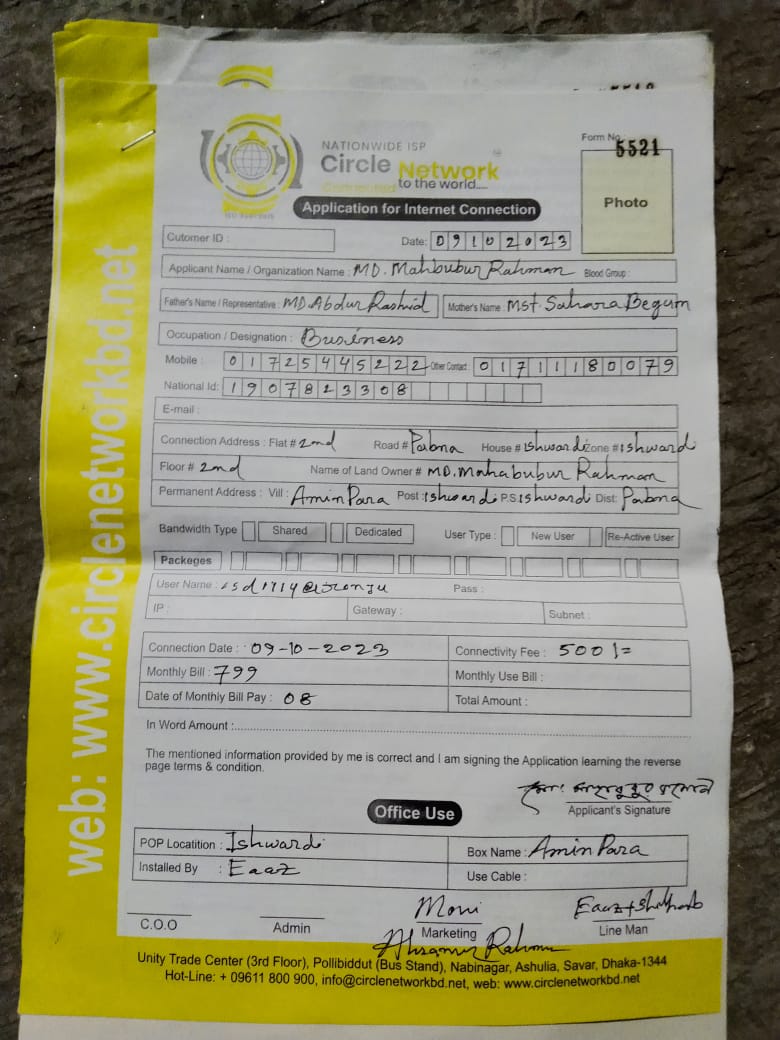 NATIONWIDE ISP
Circle Network
Connected to the world....
Form No. 5521
Photo
Application for Internet Connection
Cutomer ID :
Date: 09102023
Applicant Name / Organization Name : MD. Mahbubur Rahman Blood Group :
Father's Name / Representative : MD. Abdur Rashid Mother's Name : Mst. Sahara Begum
Occupation / Designation : Business
Mobile : 01725445222 Other Contact : 01711180079
National Id: 1907823308
E-mail :
Connection Address : Flat # 2nd Road # Pabna House # Ishwardi Zone # Ishwardi
Floor # 2nd Name of Land Owner # MD. Mahabubur Rahman
Permanent Address : Vill : AminPara Post : Ishwardi P.S Ishwardi Dist: Pabna
Bandwidth Type Shared Dedicated User Type : New User Re-Active User
Packeges
User Name : Pass :
IP : Gateway : Subnet :
Connection Date : 09-10-2023 Connectivity Fee : 500/=
Monthly Bill : 799 Monthly Use Bill :
Date of Monthly Bill Pay : 08 Total Amount :
In Word Amount :
The mentioned information provided by me is correct and I am signing the Application learning the reverse
page terms & condition.
Applicant's Signature
Office Use
POP Locatition : Ishwardi Box Name : Amin Para
Installed By : Eaaz Use Cable :
Moni Eaaz +
C.O.O Admin Marketing Line Man
Unity Trade Center (3rd Floor), Pollibiddut (Bus Stand), Nabinagar, Ashulia, Savar, Dhaka-1344
Hot-Line: + 09611 800 900, info@circlenetworkbd.net, web: www.circlenetworkbd.net
web: www.circlenetworkbd.net